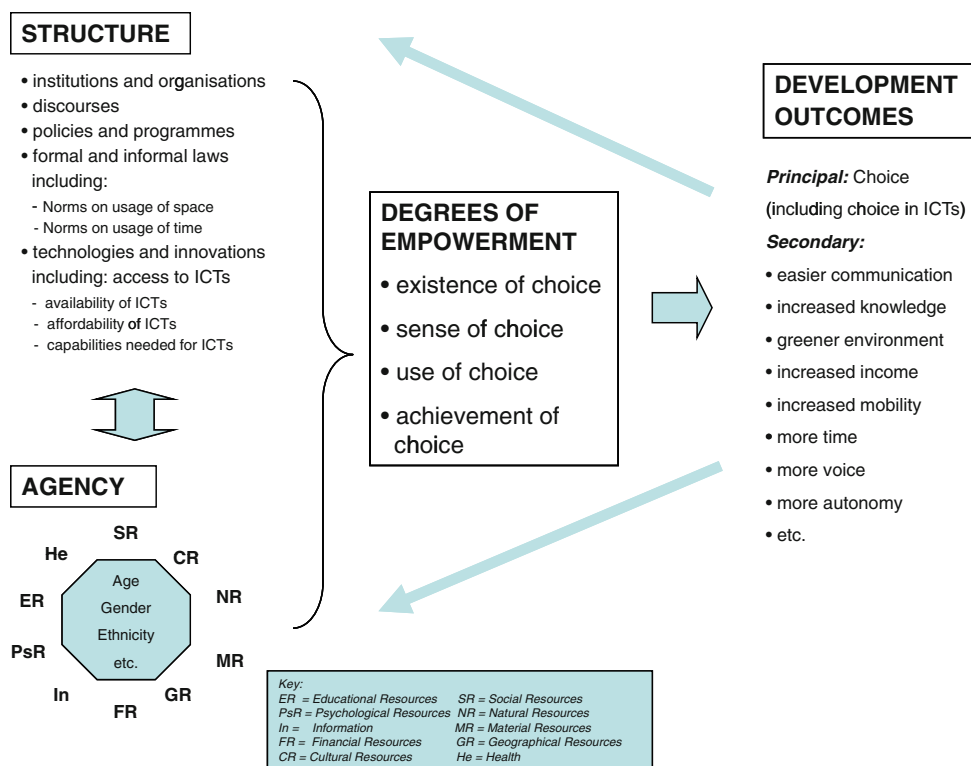 STRUCTURE
• institutions and organisations
• discourses
• policies and programmes
• formal and informal laws
including:
- Norms on usage of space
- Norms on usage of time
• technologies and innovations
including: access to ICTs
- availability of ICTs
- affordability of ICTs
- capabilities needed for ICTs
AGENCY
SR
He
CR
ER
NR
PsR
MR
In
GR
FR
Age
Gender
Ethnicity
etc.
DEGREES OF
EMPOWERMENT
• existence of choice
• sense of choice
• use of choice
• achievement of
choice
DEVELOPMENT
OUTCOMES
Principal: Choice
(including choice in ICTs)
Secondary:
• easier communication
• increased knowledge
• greener environment
• increased income
• increased mobility
• more time
• more voice
• more autonomy
• etc.
Key:
ER = Educational Resources SR = Social Resources
PsR = Psychological Resources NR = Natural Resources
In = Information MR = Material Resources
FR = Financial Resources GR = Geographical Resources
CR = Cultural Resources He = Health